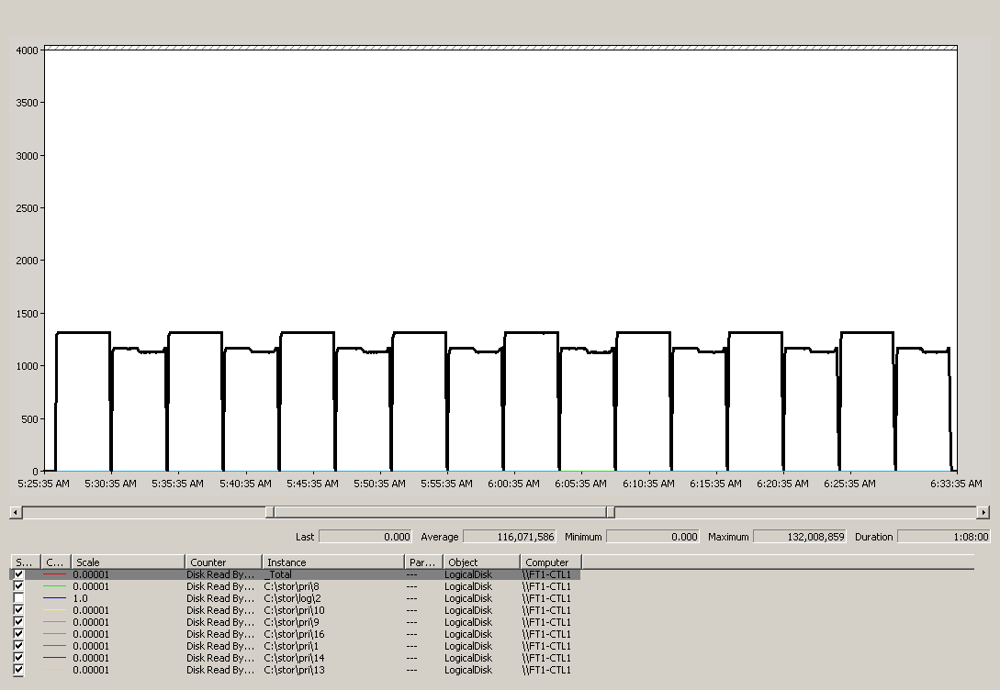 4000
3500
3000
2500
2000
1500
1000
500
0
5:25:35 AM 5:30:35 AM 5:35:35 AM 5:40:35 AM 5:45:35 AM 5:50:35 AM 5:55:35 AM 6:00:35 AM 6:05:35 AM 6:10:35 AM 6:15:35 AM 6:20:35 AM 6:25:35 AM 6:33:35 AM
Last 0.000 Average 116,071,586 Minimum 0.000 Maximum 132,008,859 Duration 1:08:00
S... C... Scale Counter Instance Par... Object Computer
0.00001 Disk Read By... _Total --- LogicalDisk \\FT1-CTL1
0.00001 Disk Read By... C:\stor\pri\8 --- LogicalDisk \\FT1-CTL1
1.0 Disk Read By... C:\stor\log\2 --- LogicalDisk \\FT1-CTL1
0.00001 Disk Read By... C:\stor\pri\10 --- LogicalDisk \\FT1-CTL1
0.00001 Disk Read By... C:\stor\pri\9 --- LogicalDisk \\FT1-CTL1
0.00001 Disk Read By... C:\stor\pri\16 --- LogicalDisk \\FT1-CTL1
0.00001 Disk Read By... C:\stor\pri\1 --- LogicalDisk \\FT1-CTL1
0.00001 Disk Read By... C:\stor\pri\14 --- LogicalDisk \\FT1-CTL1
0.00001 Disk Read By... C:\stor\pri\13 --- LogicalDisk \\FT1-CTL1